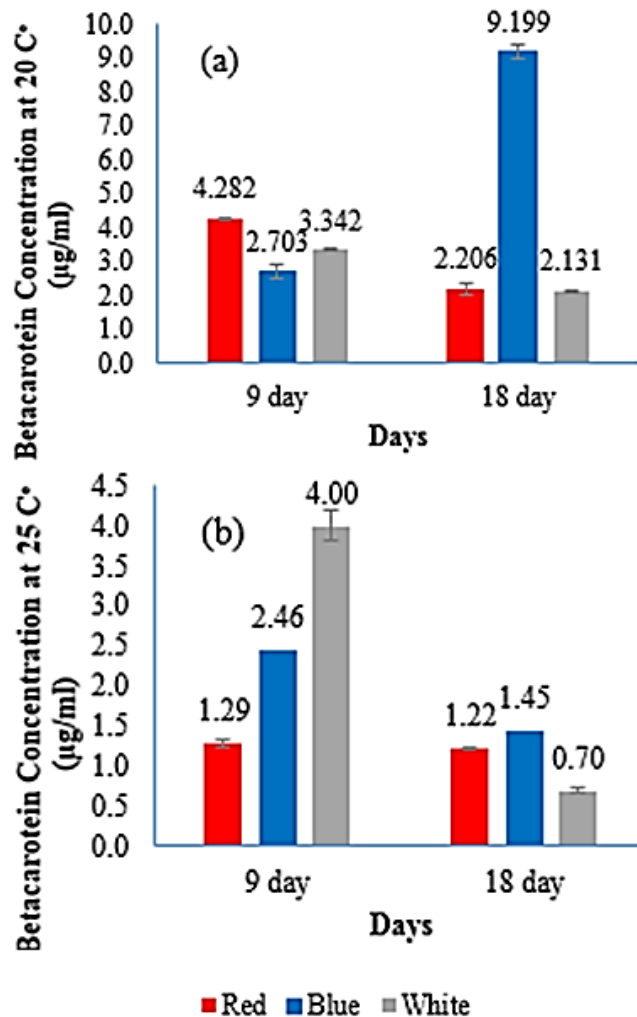 Betacarotein Concentration at 20 C•
(µg/ml)
10.0
9.0
8.0
7.0
6.0
5.0
4.0
3.0
2.0
1.0
0.0
(a)
4.282
2.703
3.342
2.206
9.199
2.131
9 day
18 day
Days
Betacarotein Concentration at 25 C•
(µg/ml)
4.5
4.0
3.5
3.0
2.5
2.0
1.5
1.0
0.5
0.0
(b)
1.29
2.46
4.00
1.22
1.45
0.70
9 day
18 day
Days
Red Blue White